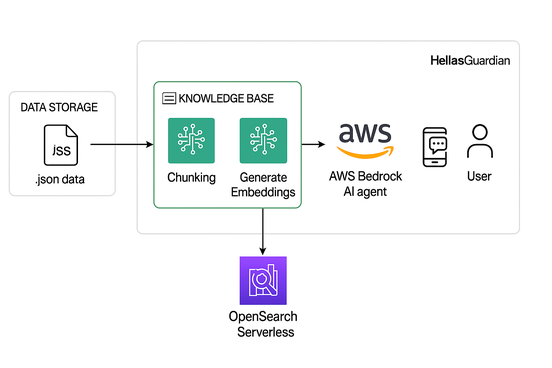 HellasGuardian
DATA STORAGE
jss
.json data
KNOWLEDGE BASE
Chunking
Generate
Embeddings
aws
AWS Bedrock
AI agent
User
OpenSearch
Serverless